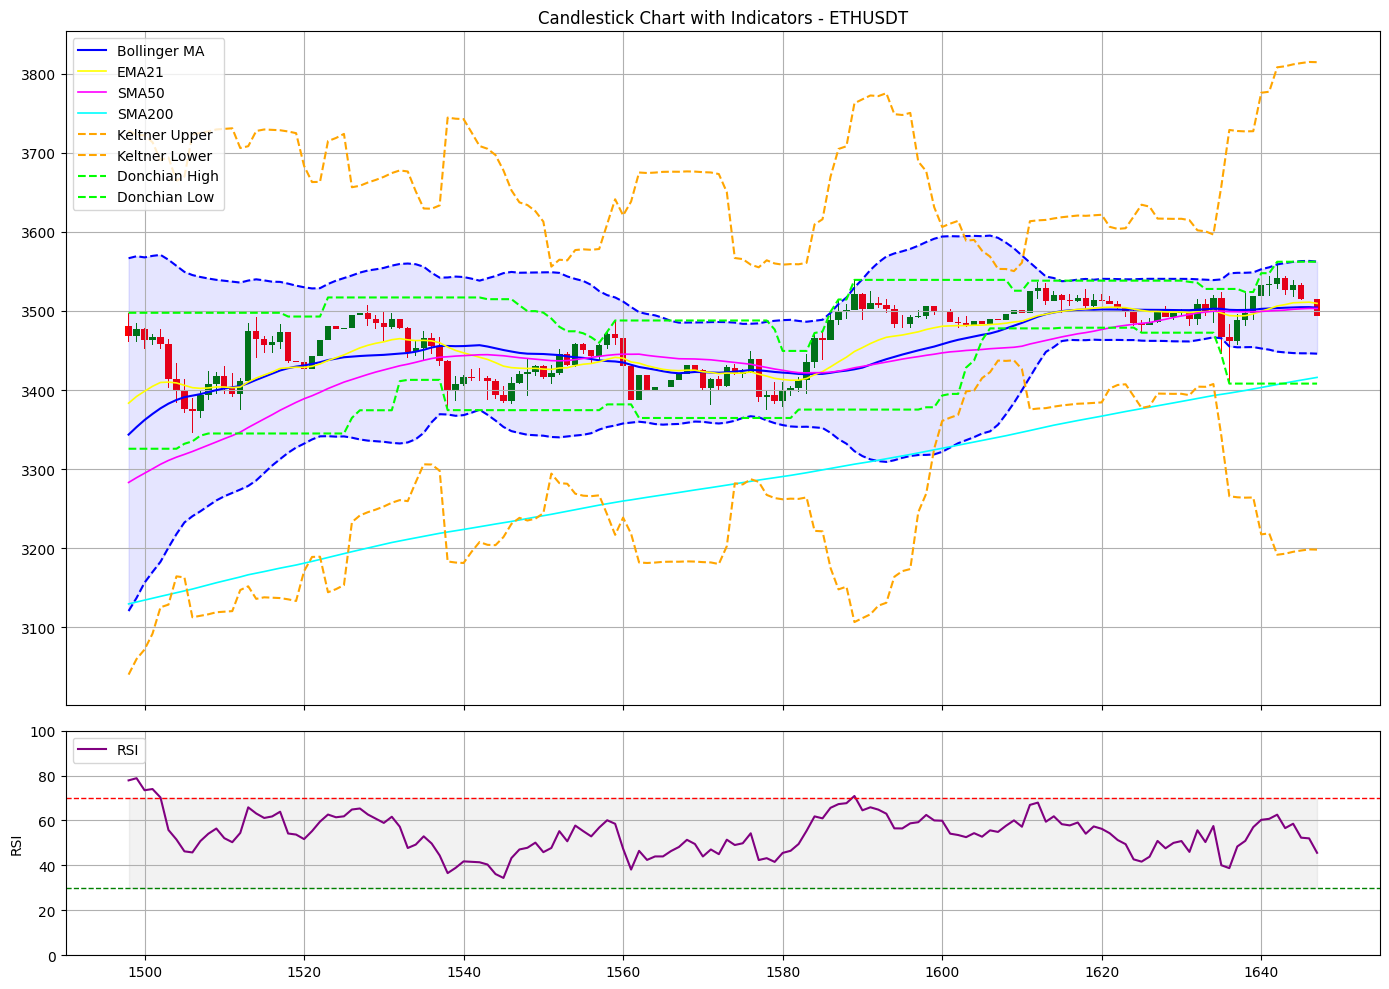 Candlestick Chart with Indicators - ETHUSDT
Bollinger MA
EMA21
SMA50
SMA200
Keltner Upper
Keltner Lower
Donchian High
Donchian Low
3800
3700
3600
3500
3400
3300
3200
3100
RSI
100
80
60
40
20
0
RSI
1500 1520 1540 1560 1580 1600 1620 1640